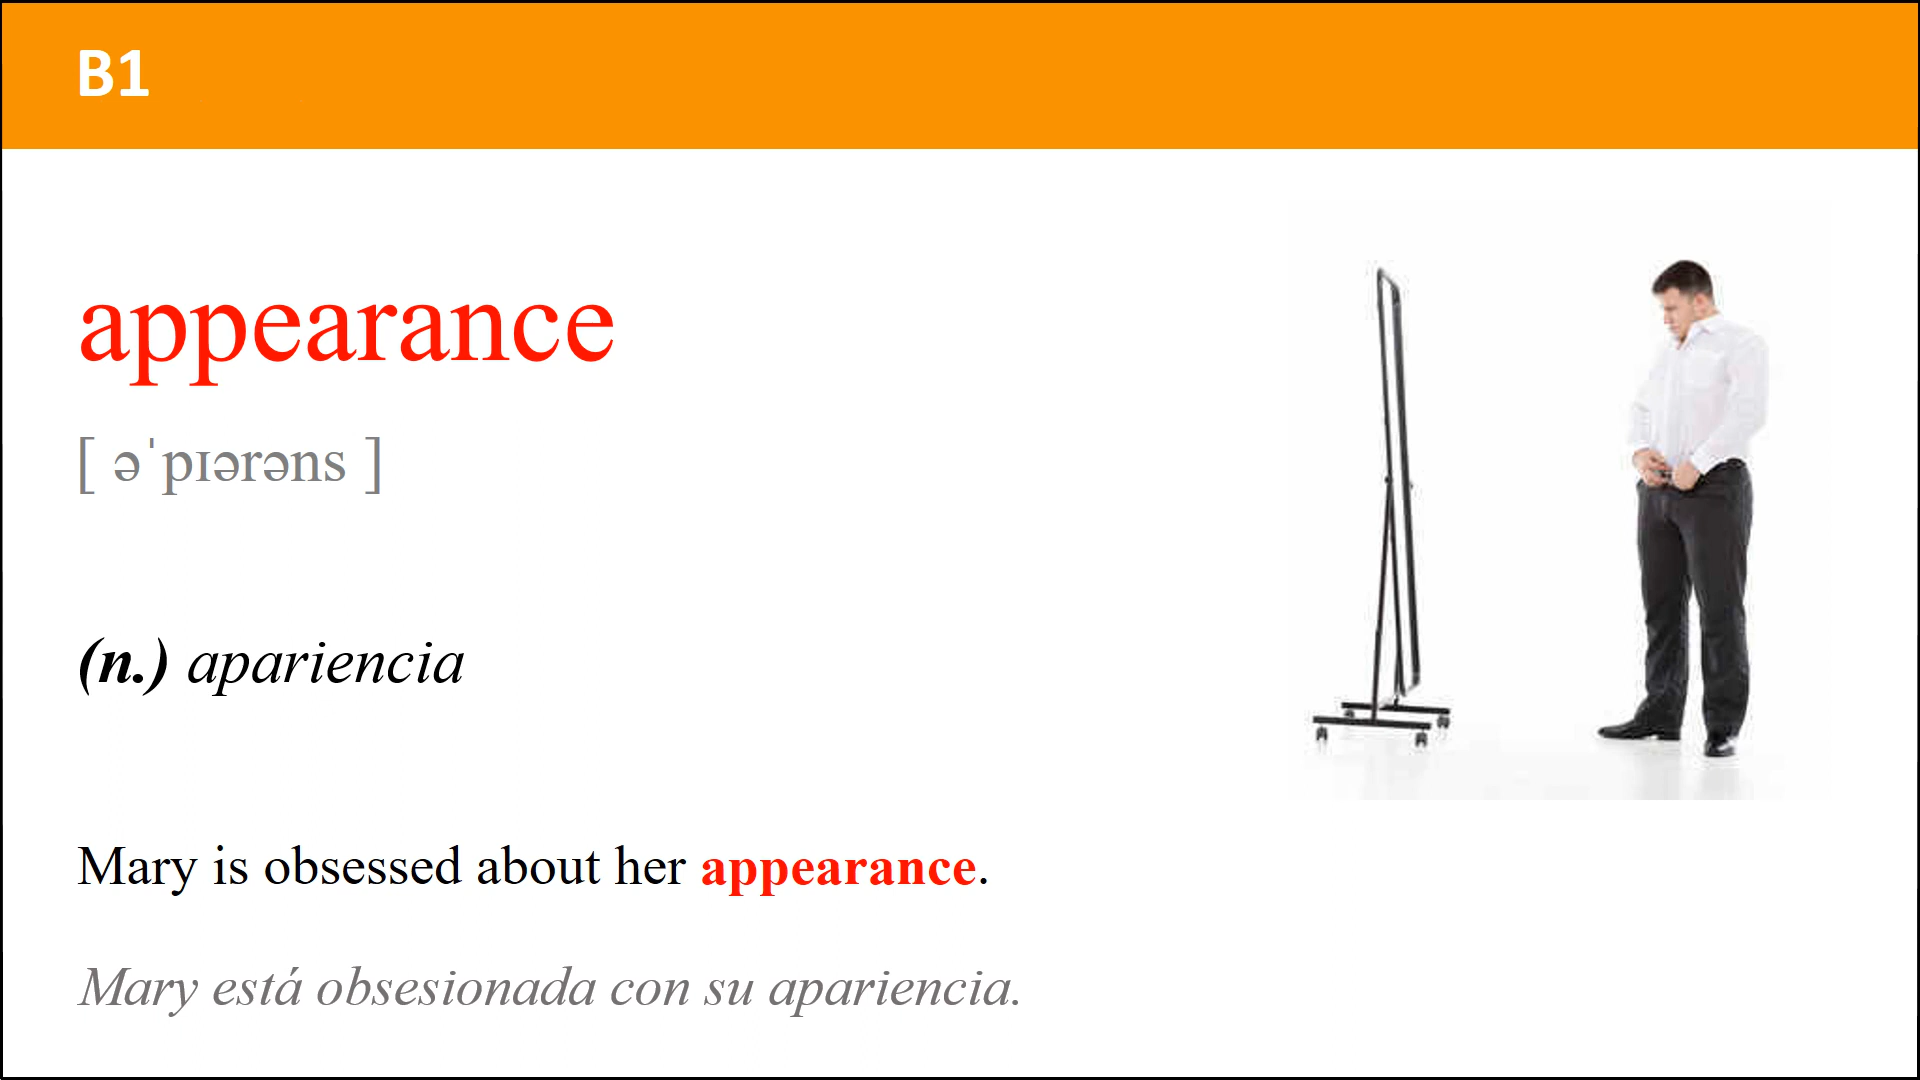 B1
appearance
[ əˈpɪərəns ]
(n.) apariencia
Mary is obsessed about her appearance.
Mary está obsesionada con su apariencia.